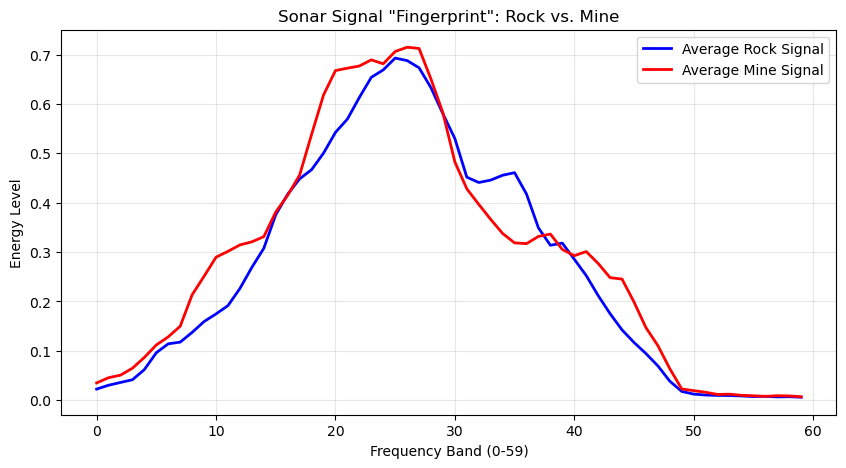 Sonar Signal "Fingerprint": Rock vs. Mine
Average Rock Signal
Average Mine Signal
Energy Level
0.7
0.6
0.5
0.4
0.3
0.2
0.1
0.0
0 10 20 30 40 50 60
Frequency Band (0-59)